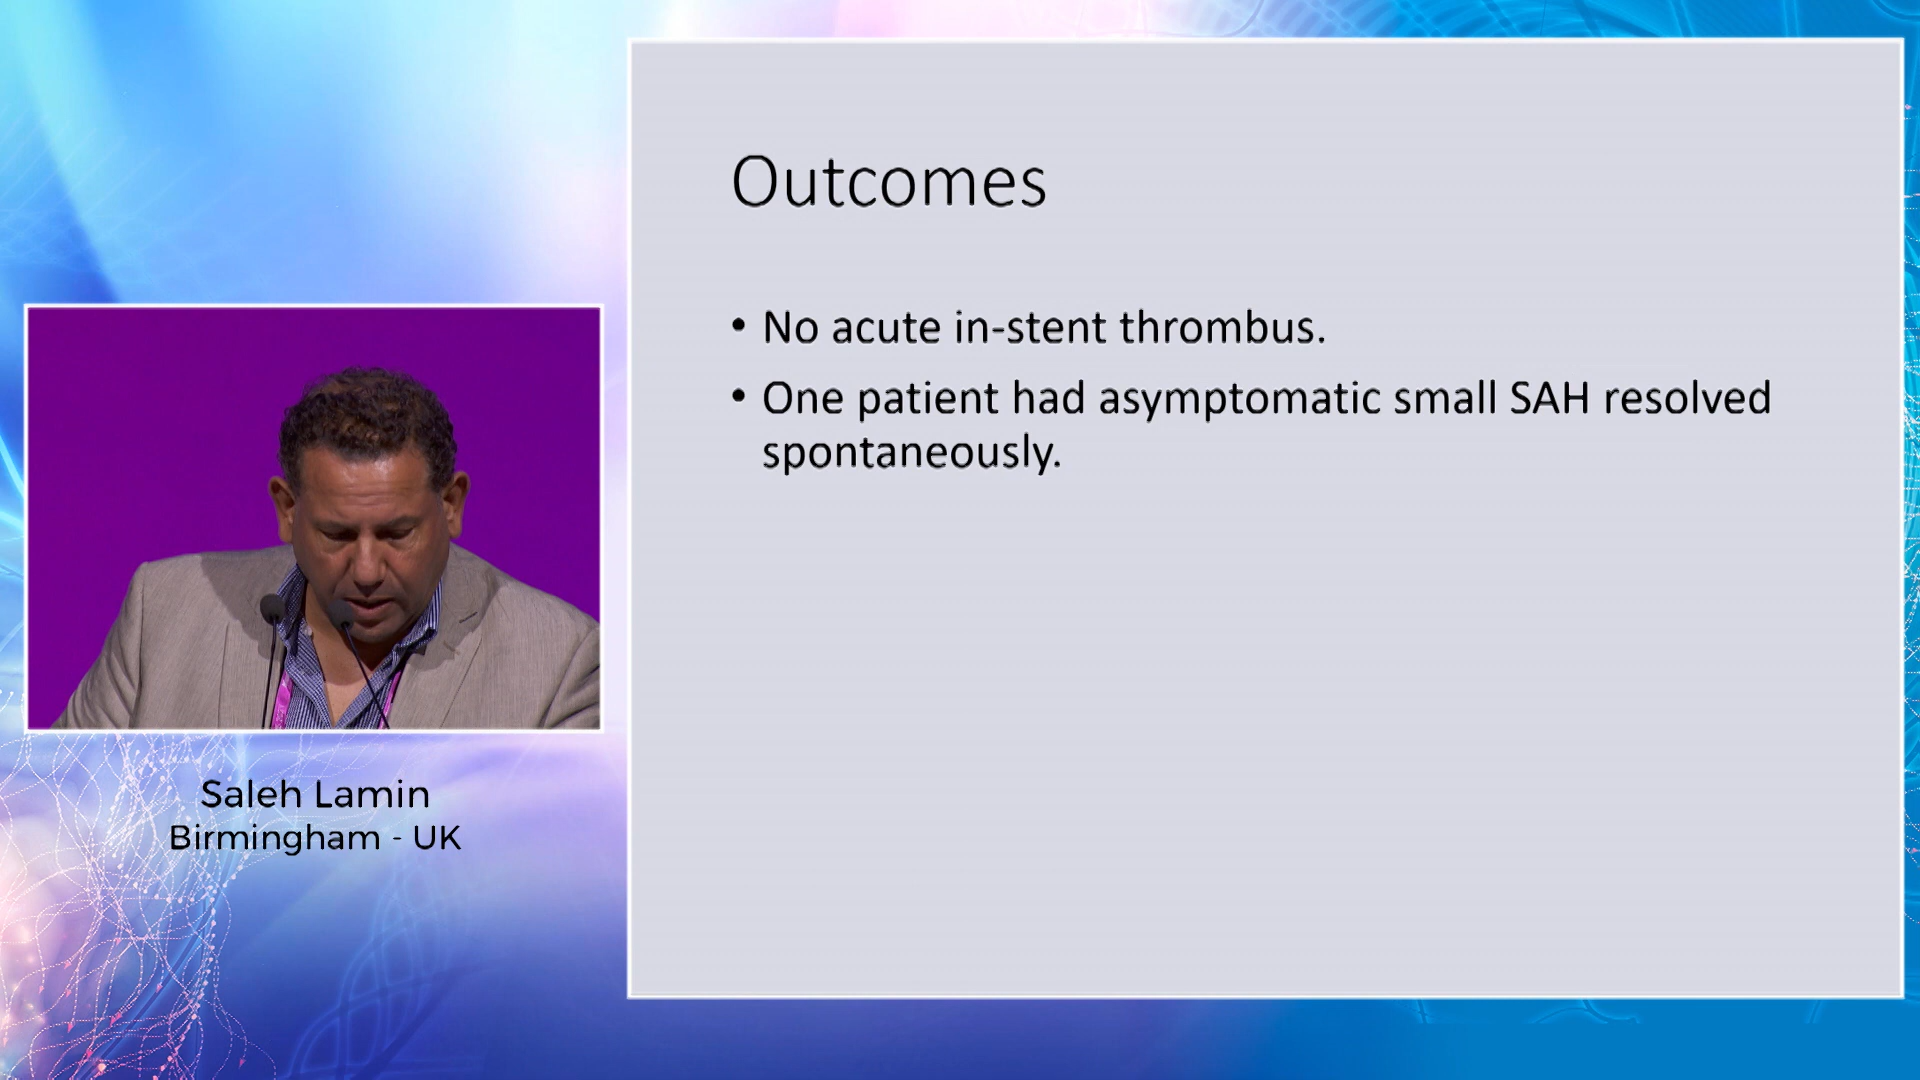 Outcomes
• No acute in-stent thrombus.
• One patient had asymptomatic small SAH resolved
spontaneously.
Saleh Lamin
Birmingham - UK